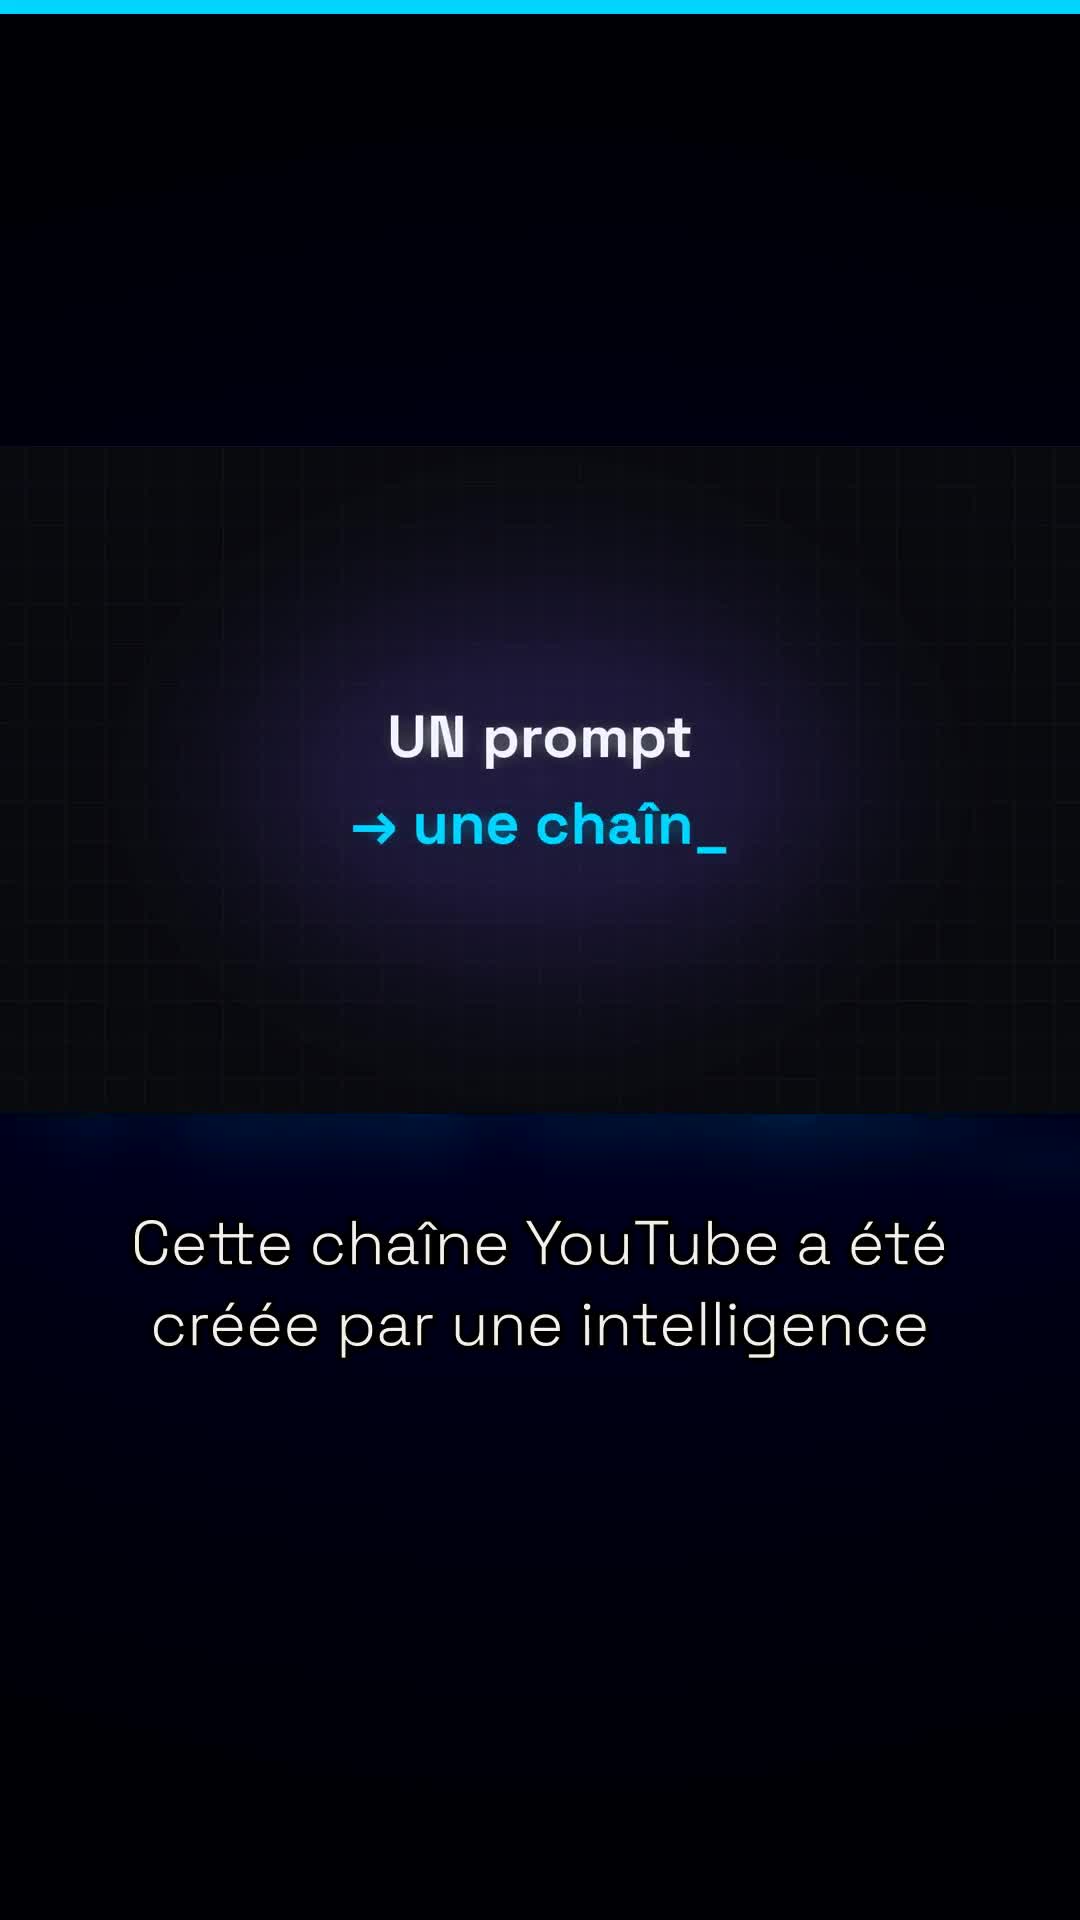 UN prompt
→ une chaîn_
Cette chaîne YouTube a été
créée par une intelligence